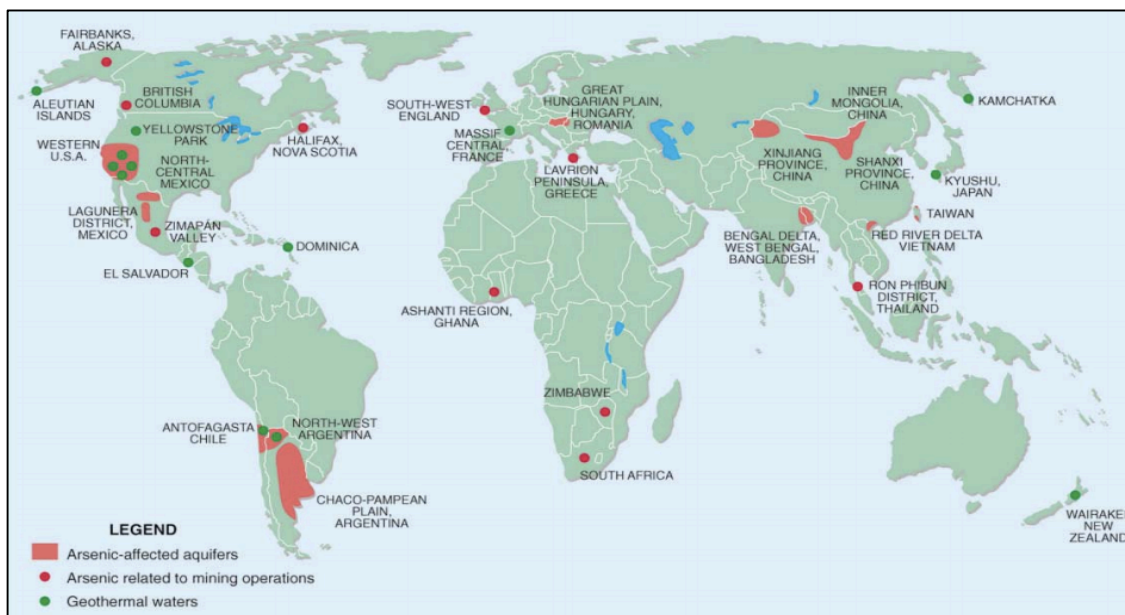 FAIRBANKS,
ALASKA
ALEUTIAN
ISLANDS
BRITISH
COLUMBIA
YELLOWSTONE
PARK
WESTERN
U.S.A.
NORTH-
CENTRAL
MEXICO
HALIFAX,
NOVA SCOTIA
LAGUNERA
DISTRICT,
MEXICO
ZIMAPÁN
VALLEY
DOMINICA
EL SALVADOR
SOUTH-WEST
ENGLAND
GREAT
HUNGARIAN PLAIN,
HUNGARY,
ROMANIA
MASSIF
CENTRAL,
FRANCE
LAVRION
PENINSULA,
GREECE
INNER
MONGOLIA,
CHINA
KAMCHATKA
XINJIANG
PROVINCE,
CHINA
SHANXI
PROVINCE,
CHINA
KYUSHU,
JAPAN
TAIWAN
BENGAL DELTA,
WEST BENGAL,
BANGLADESH
RED RIVER DELTA
VIETNAM
RON PHIBUN
DISTRICT,
THAILAND
ASHANTI REGION,
GHANA
ZIMBABWE
SOUTH AFRICA
ANTOFAGASTA
CHILE
NORTH-WEST
ARGENTINA
CHACO-PAMPEAN
PLAIN,
ARGENTINA
WAIRAKEI
NEW
ZEALAND
LEGEND
Arsenic-affected aquifers
Arsenic related to mining operations
Geothermal waters